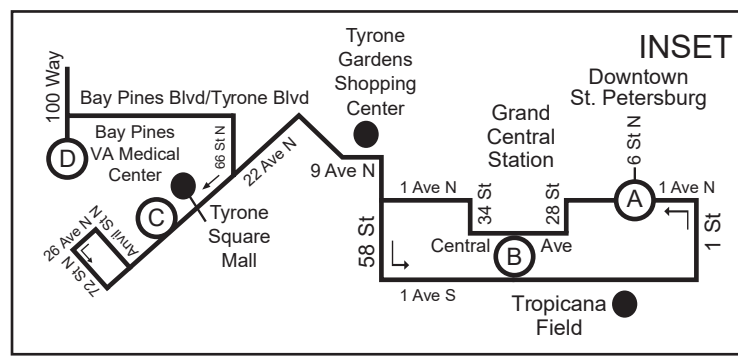 INSET
Downtown
St. Petersburg
Tyrone
Gardens
Shopping
Center
Grand
Central
Station
100 Way
Bay Pines Blvd/Tyrone Blvd
Bay Pines
VA Medical
Center
D
66 St N
22 Ave N
9 Ave N
6 St N
1 Ave N
34 St
28 St
A
1 Ave N
C
Tyrone
Square
Mall
26 Ave N
Anvil St N
72 St N
58 St
Central
Ave
B
1 St
1 Ave S
Tropicana
Field